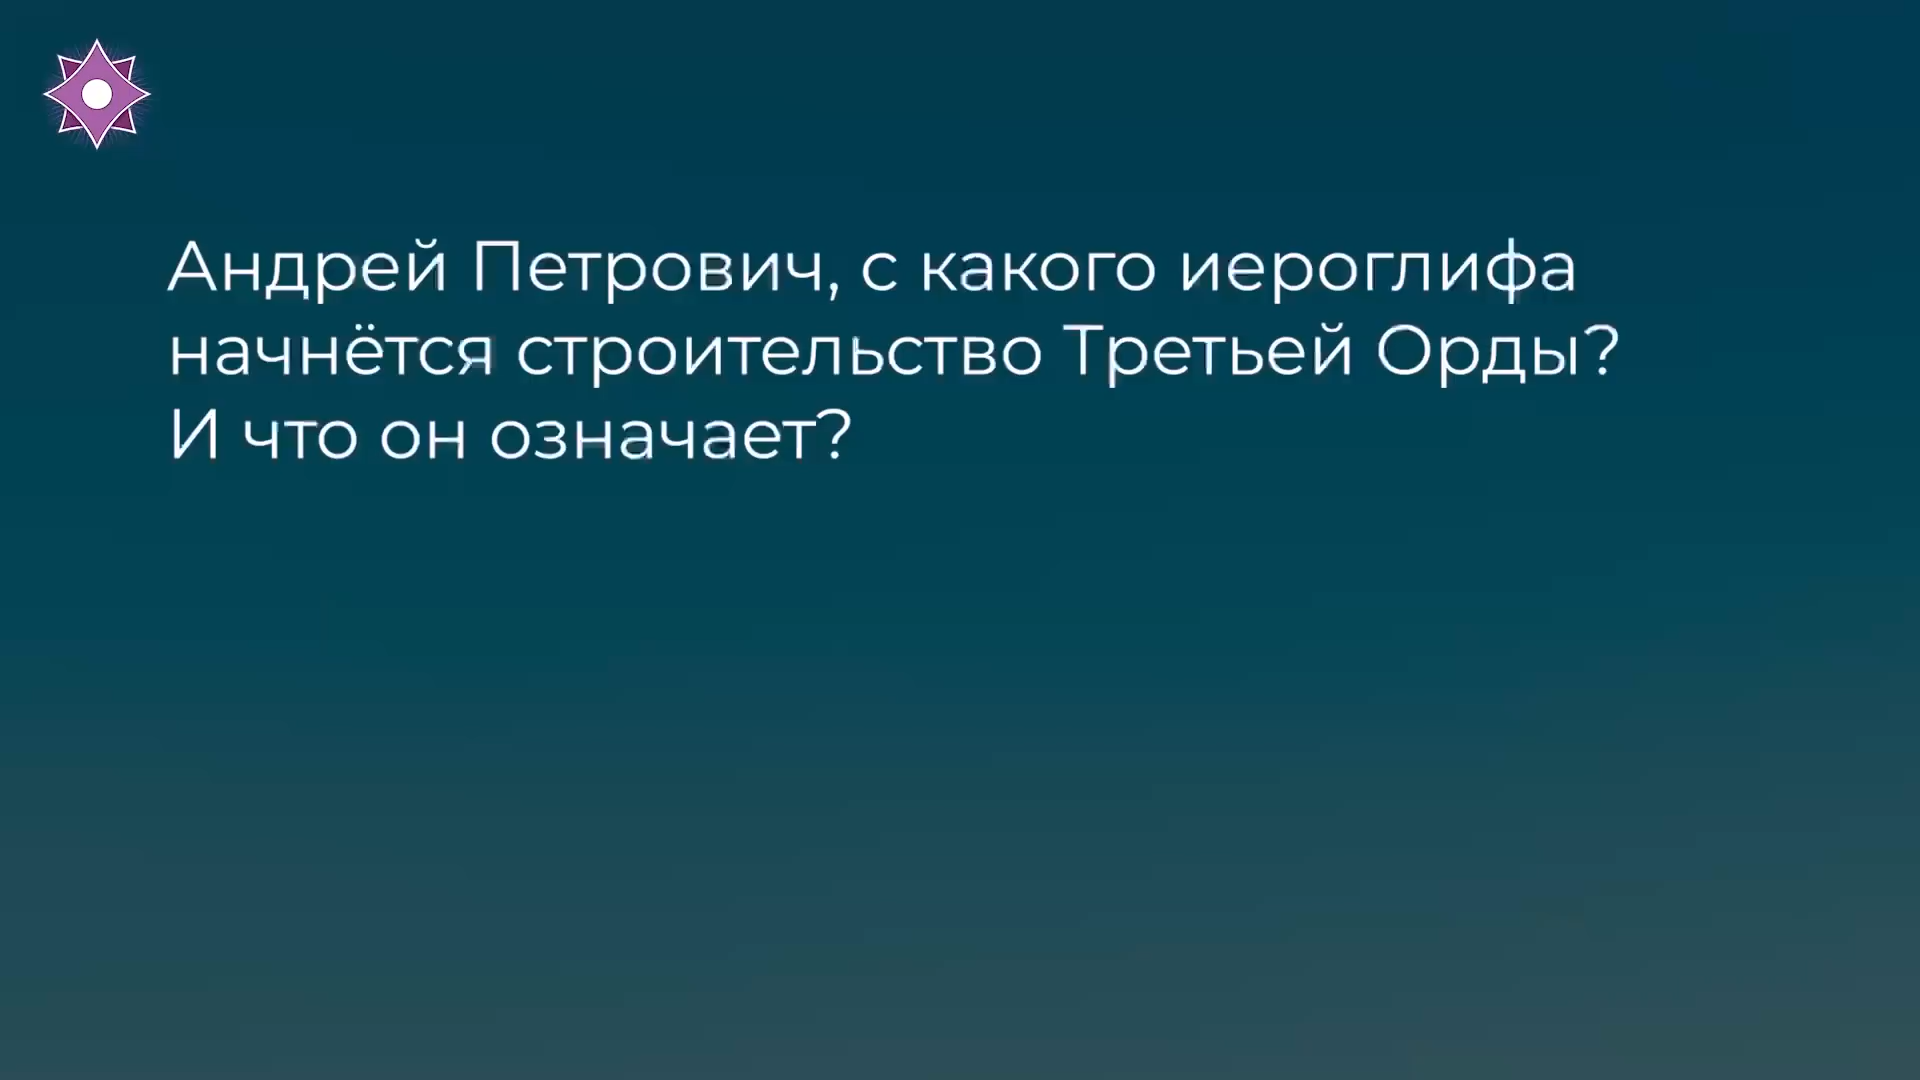 Андрей Петрович, с какого иероглифа
начнётся строительство Третьей Орды?
И что он означает?